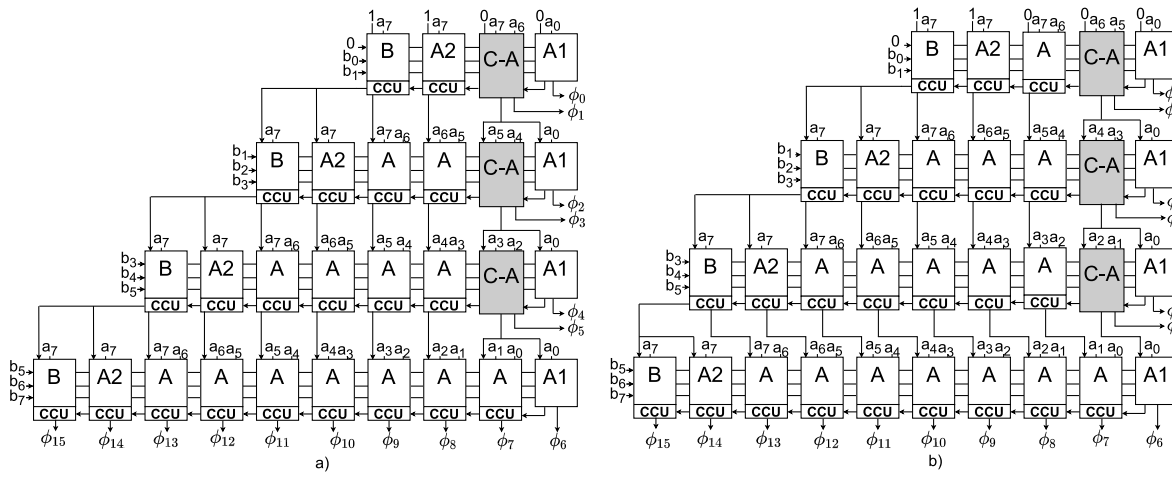 1 a7 1 a7 0 a7 a6 0 a0
0 B A2 C-A A1
b0
b1
CCU CCU
ϕ0
ϕ1
a7 a7 a7 a6 a6 a5 a5 a4 a0
b1 B A2 A A C-A A1
b2
b3
CCU CCU CCU CCU
ϕ2
ϕ3
a7 a7 a7 a6 a6 a5 a5 a4 a4 a3 a3 a2 a0
b3 B A2 A A A A C-A A1
b4
b5
CCU CCU CCU CCU CCU CCU
ϕ4
ϕ5
a7 a7 a7 a6 a6 a5 a5 a4 a4 a3 a3 a2 a2 a1 a1 a0 a0
b5 B A2 A A A A A A A A1
b6
b7
CCU CCU CCU CCU CCU CCU CCU CCU CCU
ϕ15 ϕ14 ϕ13 ϕ12 ϕ11 ϕ10 ϕ9 ϕ8 ϕ7 ϕ6
a)
1 a7 1 a7 0 a7 a6 0 a6 a5 0 a0
0 B A2 A C-A A1
b0
b1
CCU CCU CCU
ϕ
ϕ
a7 a7 a7 a6 a6 a5 a5 a4 a4 a3 a0
b1 B A2 A A A C-A A1
b2
b3
CCU CCU CCU CCU CCU
ϕ
ϕ
a7 a7 a7 a6 a6 a5 a5 a4 a4 a3 a3 a2 a2 a1 a0
b3 B A2 A A A A A C-A A1
b4
b5
CCU CCU CCU CCU CCU CCU CCU
ϕ
ϕ
a7 a7 a7 a6 a6 a5 a5 a4 a4 a3 a3 a2 a2 a1 a1 a0 a0
b5 B A2 A A A A A A A A1
b6
b7
CCU CCU CCU CCU CCU CCU CCU CCU CCU
ϕ15 ϕ14 ϕ13 ϕ12 ϕ11 ϕ10 ϕ9 ϕ8 ϕ7 ϕ6
b)